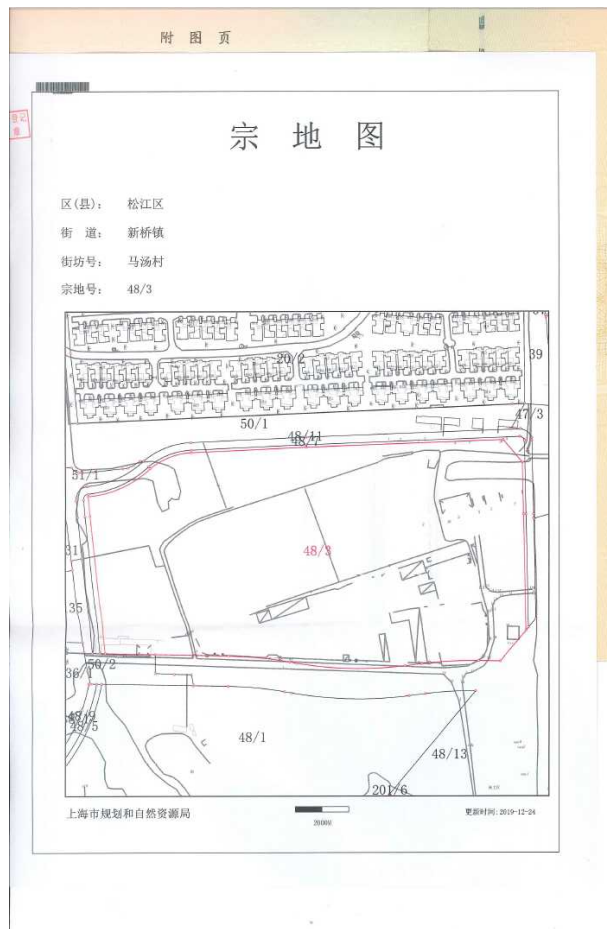 附图页
宗地图
区(县): 松江区
街 道: 新桥镇
街坊号: 马汤村
宗地号: 48/3
20/2
39
50/1
47/3
48/11
51/1
48/3
31
35
50/2
36/1
48/5
48/1
48/13
201/6
上海市规划和自然资源局
更新时间:2019-12-24